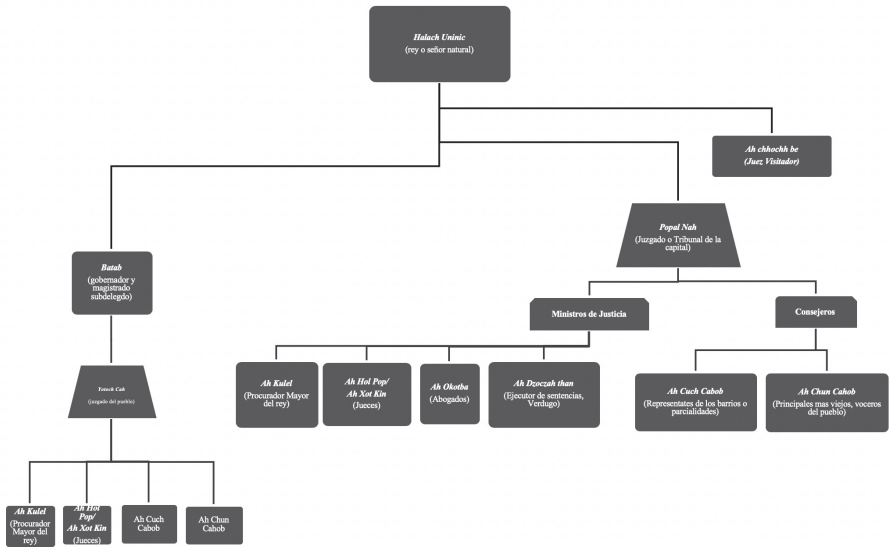 Halach Uninic
(rey o señor natural)
Ah chhochh be
(Juez Visitador)
Popal Nah
(Juzgado o Tribunal de la
capital)
Batab
(gobernador y
magistrado
subdelegdo)
Ministros de Justicia
Consejeros
Ah Kulel
(Procurador Mayor
del rey)
Ah Hol Pop/
Ah Xot Kin
(Jueces)
Ah Okotba
(Abogados)
Ah Dzoczah than
(Ejecutor de sentencias,
Verdugo)
Ah Cuch Cabob
(Representates de los barrios o
parcialidades)
Ah Chun Cahob
(Principales mas viejos, voceros
del pueblo)
Cah
(juzgado del pueblo)
Ah Kulel
(Procurador
Mayor del
rey)
Ah Hol
Pop/
Ah Xot Kin
(Jueces)
Ah Cuch
Cabob
Ah Chun
Cahob